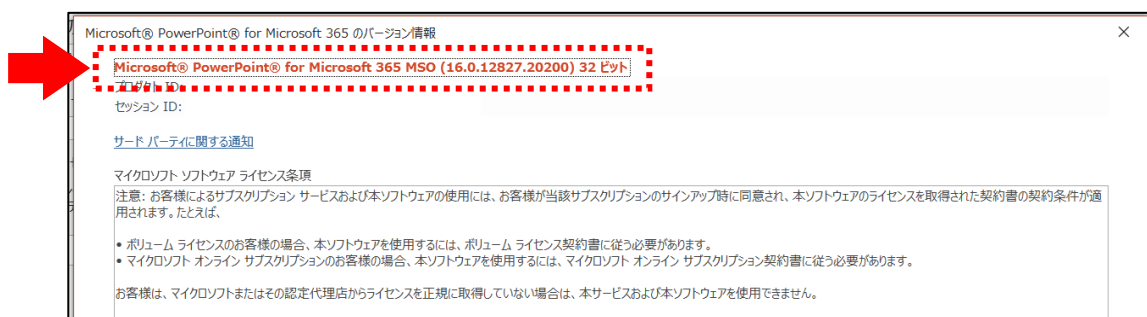 Microsoft® PowerPoint® for Microsoft 365 のバージョン情報
Microsoft® PowerPoint® for Microsoft 365 MSO (16.0.12827.20200) 32 ビット
プロダクト ID:
セッション ID:
サード パーティに関する通知
マイクロソフト ソフトウェア ライセンス条項
注意: お客様によるサブスクリプション サービスおよび本ソフトウェアの使用には、お客様が当該サブスクリプションのサインアップ時に同意され、本ソフトウェアのライセンスを取得された契約書の契約条件が適
用されます。たとえば、
• ボリューム ライセンスのお客様の場合、本ソフトウェアを使用するには、ボリューム ライセンス契約書に従う必要があります。
• マイクロソフト オンライン サブスクリプションのお客様の場合、本ソフトウェアを使用するには、マイクロソフト オンライン サブスクリプション契約書に従う必要があります。
お客様は、マイクロソフトまたはその認定代理店からライセンスを正規に取得していない場合は、本サービスおよび本ソフトウェアを使用できません。